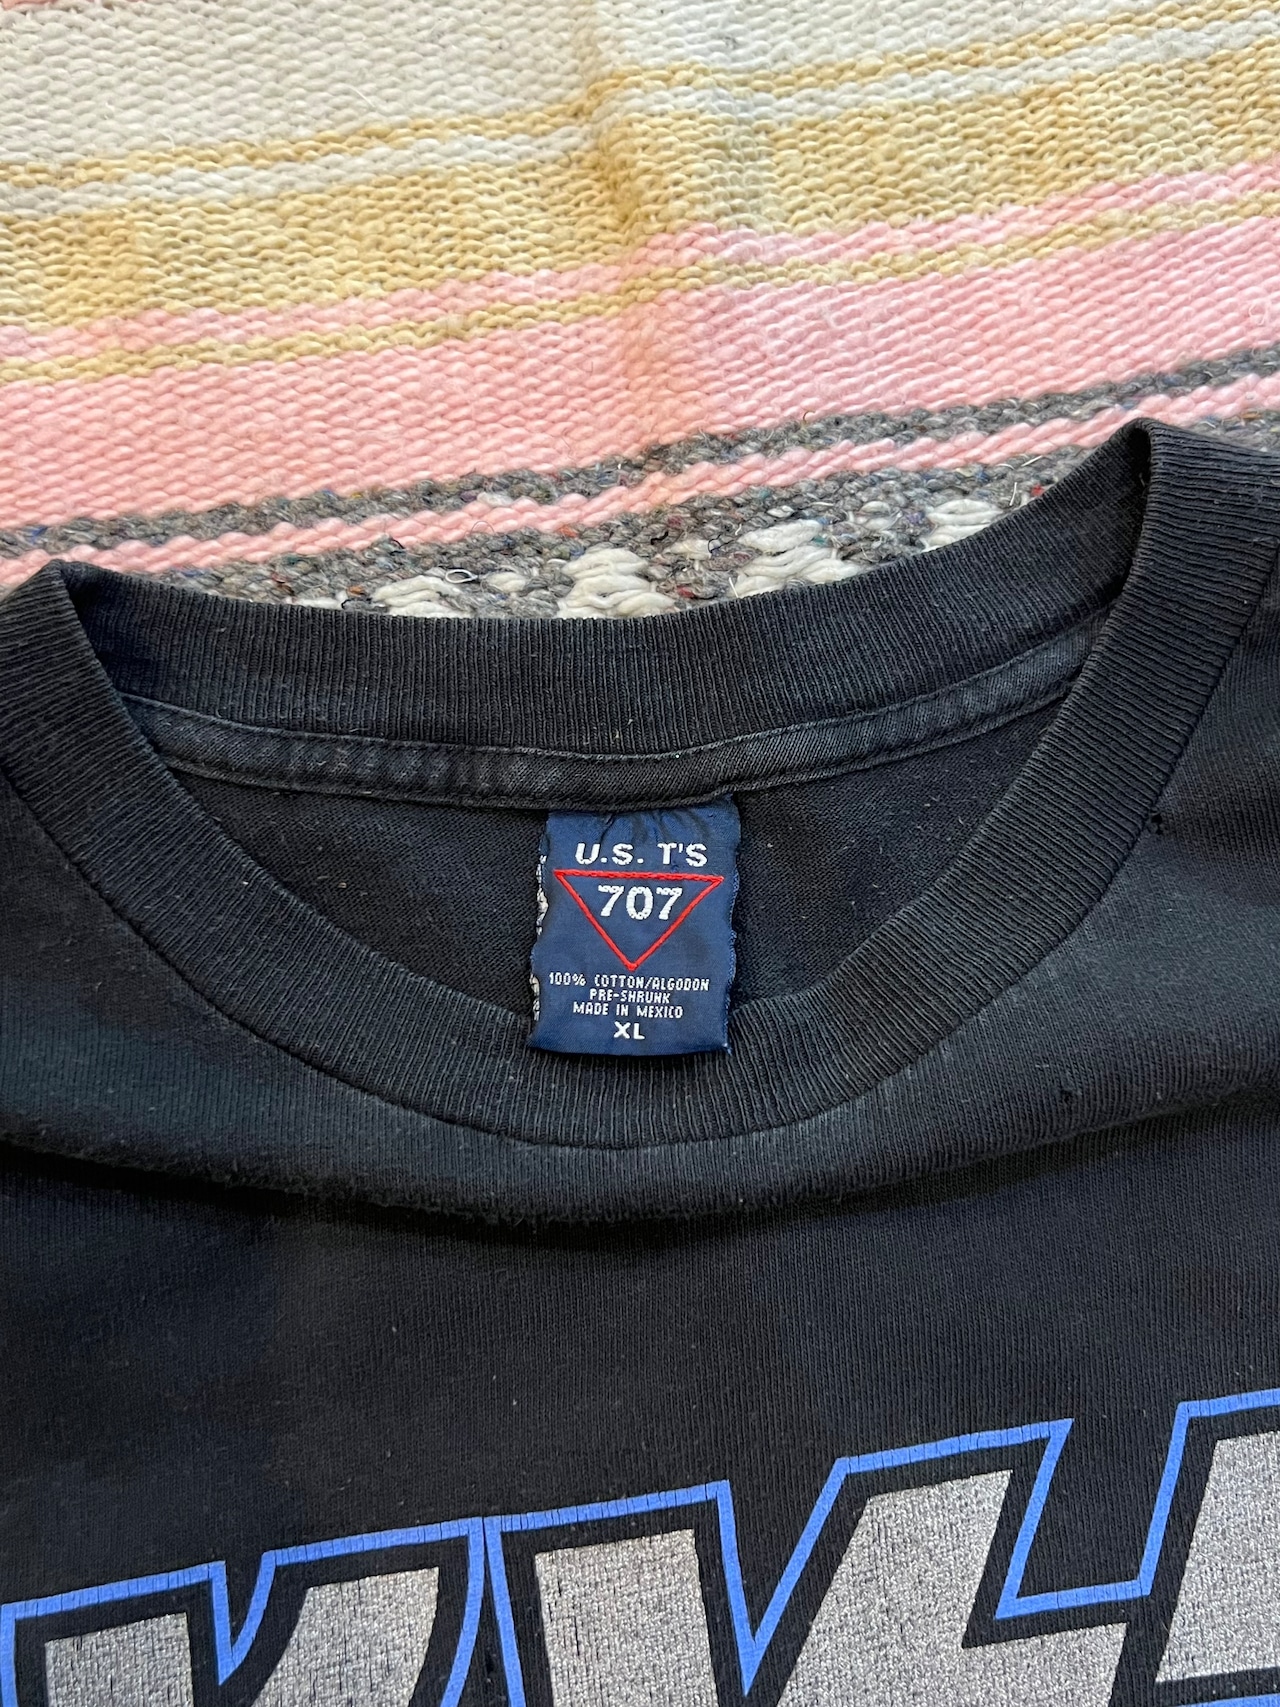 U.S. T'S
707
100% COTTON/ALGODON
PRE-SHRUNK
MADE IN MEXICO
XL